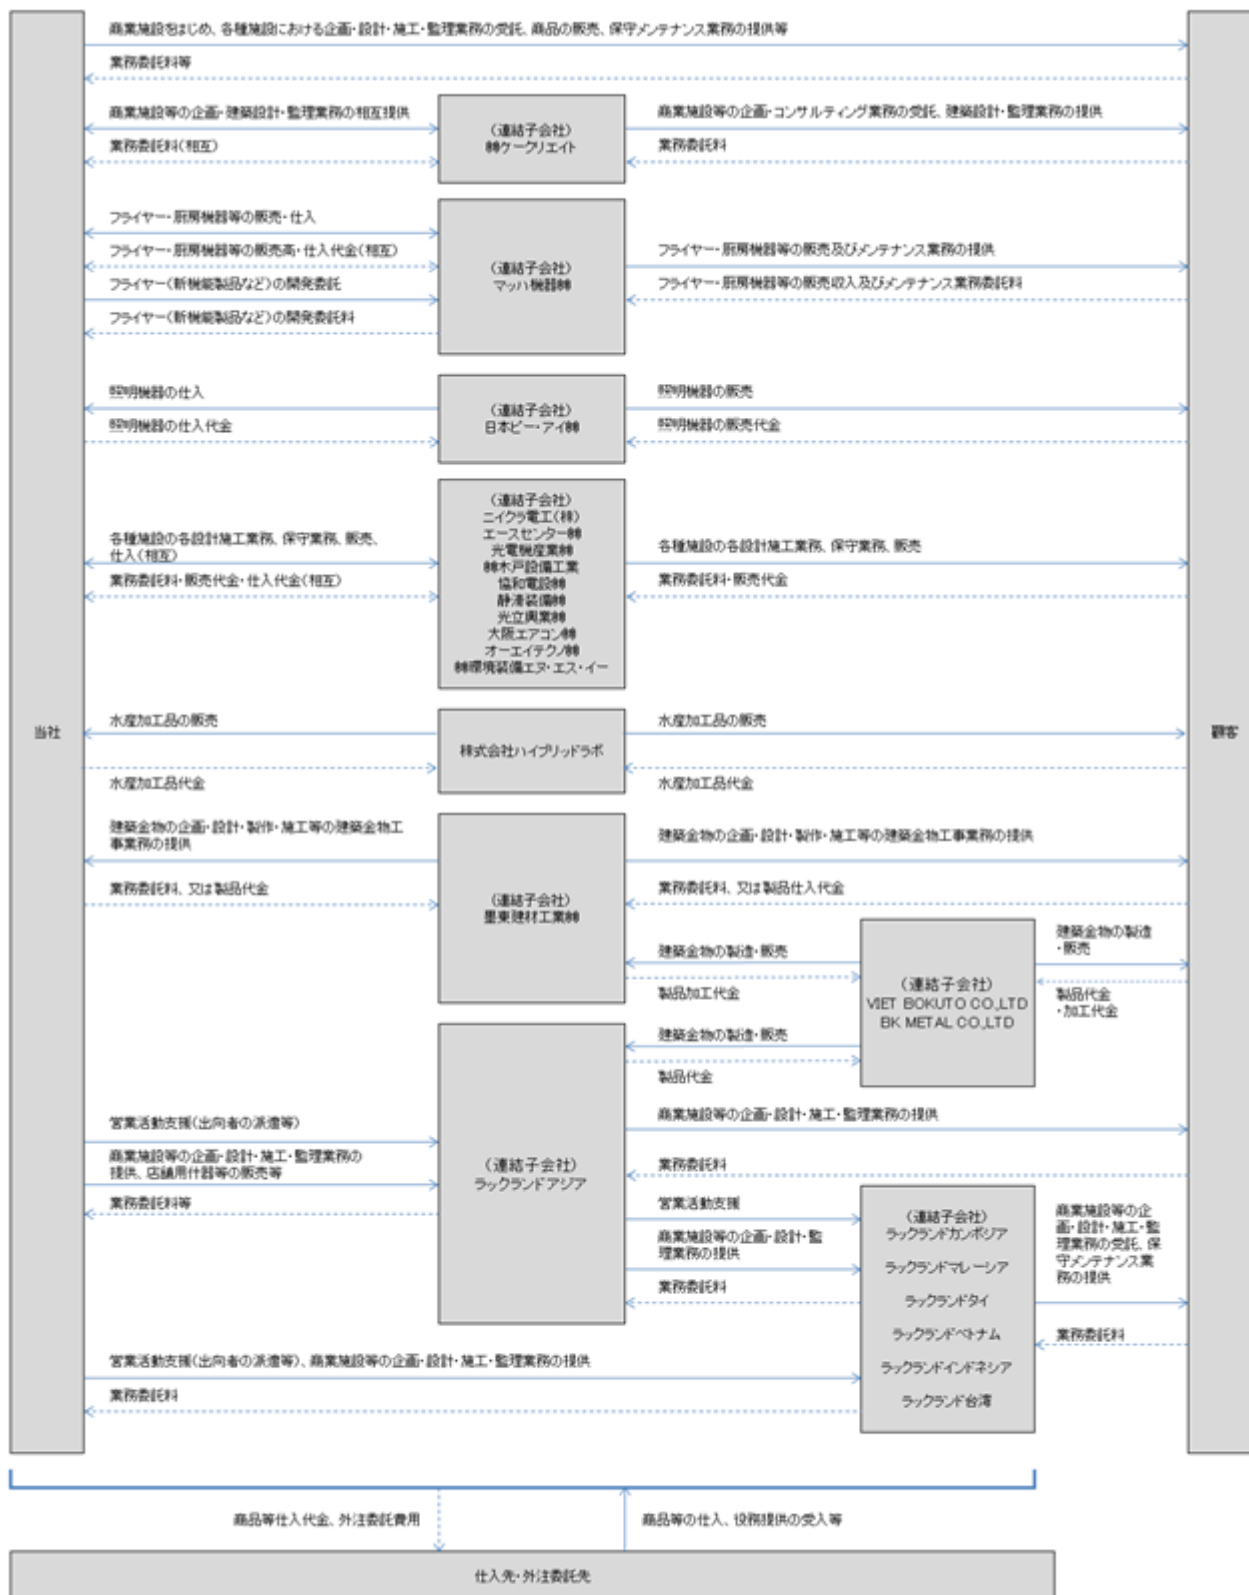 商業施設をはじめ、各種施設における企画・設計・施工・監理業務の受託、商品の販売、保守メンテナンス業務の提供等
業務委託料等
商業施設等の企画・建築設計・監理業務の相互提供
業務委託料(相互)
(連結子会社)
㈱ケークリエイト
商業施設等の企画・コンサルティング業務の受託、建築設計・監理業務の提供
業務委託料
フライヤー・厨房機器等の販売・仕入
フライヤー・厨房機器等の販売高・仕入代金(相互)
フライヤー(新機能製品など)の開発委託
フライヤー(新機能製品など)の開発委託料
(連結子会社)
マッハ機器㈱
フライヤー・厨房機器等の販売及びメンテナンス業務の提供
フライヤー・厨房機器等の販売収入及びメンテナンス業務委託料
照明機器の仕入
照明機器の仕入代金
(連結子会社)
日本ピー・アイ㈱
照明機器の販売
照明機器の販売代金
各種施設の各設計施工業務、保守業務、販売、
仕入(相互)
業務委託料・販売代金・仕入代金(相互)
(連結子会社)
ニイクラ電工(株)
エースセンター㈱
光電機産業㈱
㈱木戸設備工業
協和電設㈱
静清装備㈱
光立興業㈱
大阪エアコン㈱
オーエイテクノ㈱
㈱環境装備エヌ・エス・イー
各種施設の各設計施工業務、保守業務、販売
業務委託料・販売代金
当社
顧客
水産加工品の販売
水産加工品代金
株式会社ハイブリッドラボ
水産加工品の販売
水産加工品代金
建築金物の企画・設計・製作・施工等の建築金物工
事業務の提供
業務委託料、又は製品代金
(連結子会社)
墨東建材工業㈱
建築金物の企画・設計・製作・施工等の建築金物工事業務の提供
業務委託料、又は製品仕入代金
建築金物の製造・販売
製品加工代金
(連結子会社)
VIET BOKUTO CO.,LTD
BK METAL CO.,LTD
建築金物の製造
・販売
製品代金
・加工代金
建築金物の製造・販売
製品代金
営業活動支援(出向者の派遣等)
商業施設等の企画・設計・施工・監理業務の
提供、店舗用什器等の販売等
業務委託料等
(連結子会社)
ラックランドアジア
商業施設等の企画・設計・施工・監理業務の提供
業務委託料
営業活動支援
商業施設等の企画・設計・監
理業務の提供
業務委託料
(連結子会社)
ラックランドカンボジア
ラックランドマレーシア
ラックランドタイ
ラックランドベトナム
ラックランドインドネシア
ラックランド台湾
商業施設等の企
画・設計・施工・監
理業務の受託、保
守メンテナンス業
務の提供
業務委託料
営業活動支援(出向者の派遣等)、商業施設等の企画・設計・施工・監理業務の提供
業務委託料
商品等仕入代金、外注委託費用
商品等の仕入、役務提供の受入等
仕入先・外注委託先